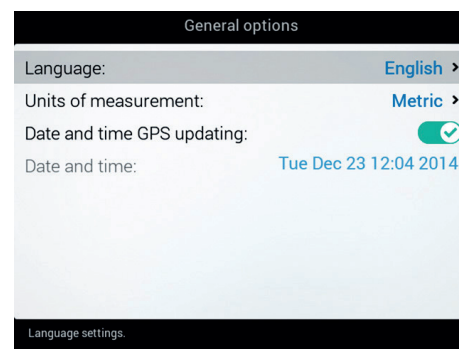 General options
Language: English
Units of measurement: Metric
Date and time GPS updating:
Date and time: Tue Dec 23 12:04 2014
Language settings.